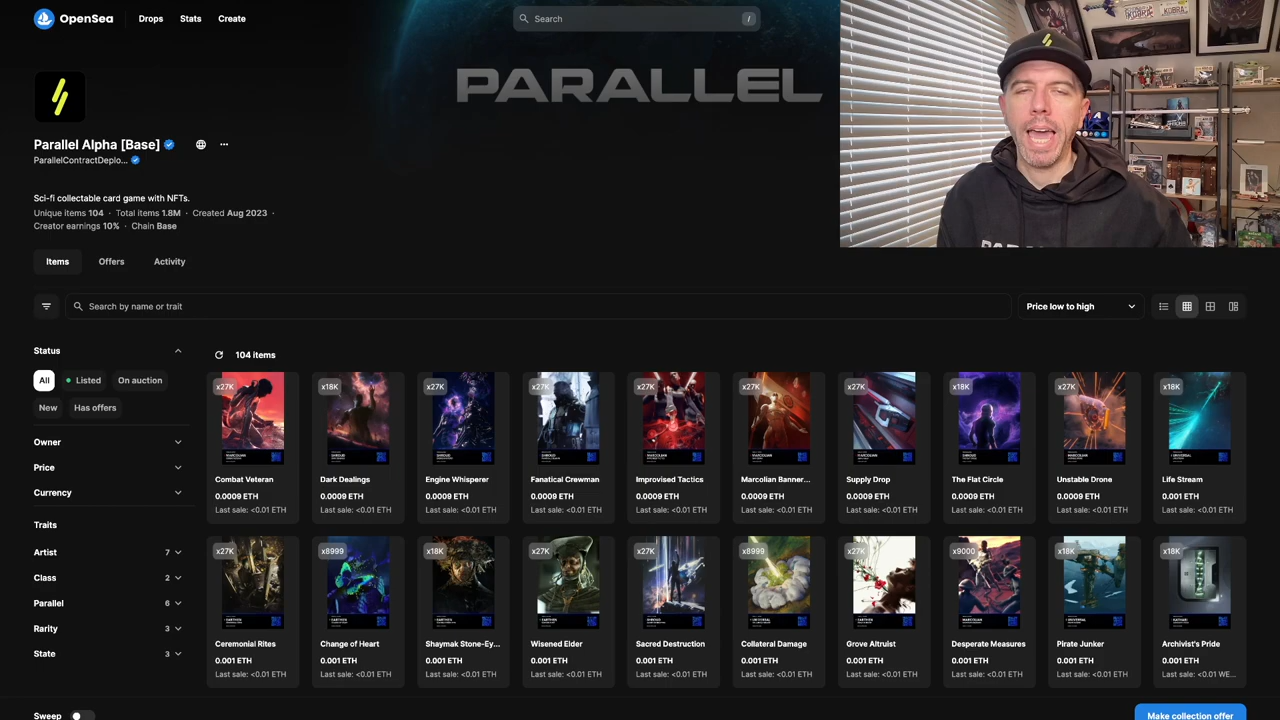 OpenSea
Drops
Stats
Create
Search
/
PARALLEL
Parallel Alpha [Base]
ParallelContractDeplo...
Sci-fi collectable card game with NFTs.
Unique items 104 · Total items 1.8M · Created Aug 2023 ·
Creator earnings 10% · Chain Base
Items
Offers
Activity
Search by name or trait
Price low to high
Status
All
Listed
On auction
New
Has offers
Owner
Price
Currency
Traits
Artist 7
Class 2
Parallel 6
Rarity 3
State 3
Sweep
104 items
x27K
x18K
x27K
x27K
x27K
x27K
x27K
x18K
x27K
x18K
Combat Veteran
Dark Dealings
Engine Whisperer
Fanatical Crewman
Improvised Tactics
Marcolian Banner...
Supply Drop
The Flat Circle
Unstable Drone
Life Stream
0.0009 ETH
0.0009 ETH
0.0009 ETH
0.0009 ETH
0.0009 ETH
0.0009 ETH
0.0009 ETH
0.0009 ETH
0.0009 ETH
0.001 ETH
Last sale: <0.01 ETH
Last sale: <0.01 ETH
Last sale: <0.01 ETH
Last sale: <0.01 ETH
Last sale: <0.01 ETH
Last sale: <0.01 ETH
Last sale: <0.01 ETH
Last sale: <0.01 ETH
Last sale: <0.01 ETH
Last sale: <0.01 ETH
x27K
x8999
x18K
x27K
x27K
x8999
x27K
x9000
x18K
x18K
Ceremonial Rites
Change of Heart
Shaymak Stone-Ey...
Wisened Elder
Sacred Destruction
Collateral Damage
Grove Altruist
Desperate Measures
Pirate Junker
Archivist's Pride
0.001 ETH
0.001 ETH
0.001 ETH
0.001 ETH
0.001 ETH
0.001 ETH
0.001 ETH
0.001 ETH
0.001 ETH
0.001 ETH
Last sale: <0.01 ETH
Last sale: <0.01 ETH
Last sale: <0.01 ETH
Last sale: <0.01 ETH
Last sale: <0.01 ETH
Last sale: <0.01 ETH
Last sale: <0.01 ETH
Last sale: <0.01 ETH
Last sale: <0.01 ETH
Last sale: <0.01 WE...
Make collection offer